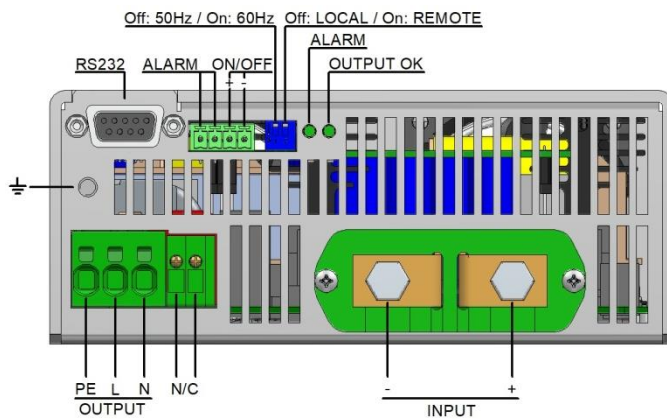 Off: 50Hz / On: 60Hz
Off: LOCAL / On: REMOTE
ALARM
RS232
ALARM
ON/OFF
OUTPUT OK
+ -
PE L N N/C
- +
OUTPUT
INPUT